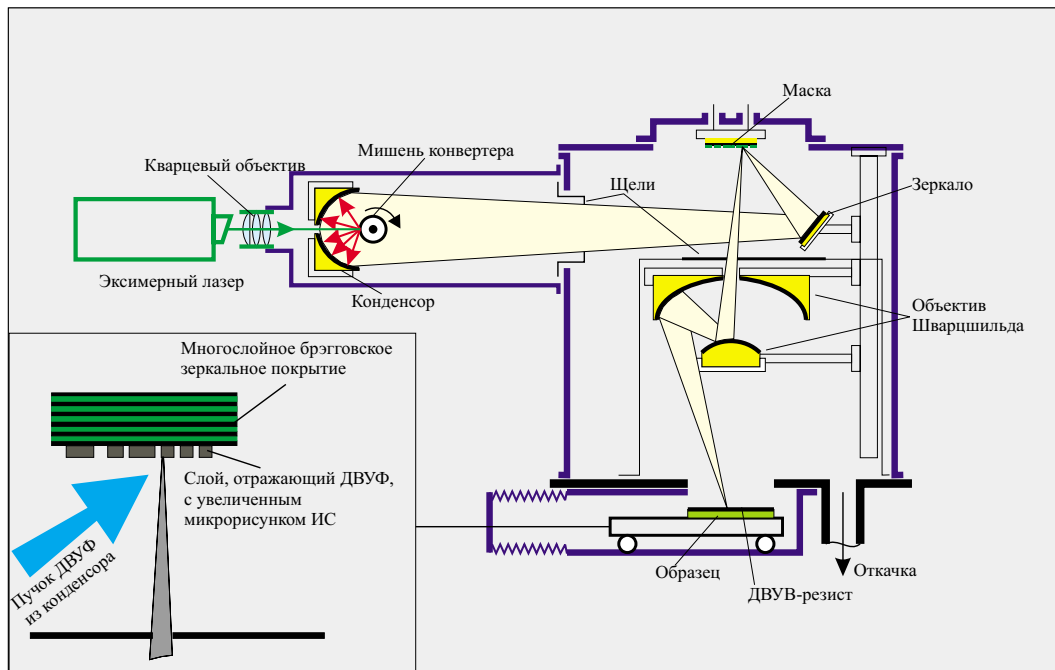 Маска
Кварцевый объектив
Мишень конвертера
Щели
Зеркало
Эксимерный лазер
Конденсор
Объектив
Шварцшильда
Многослойное брэгговское
зеркальное покрытие
Слой, отражающий ДВУФ,
с увеличенным
микрорисунком ИС
Пучок ДВУФ
из конденсора
Образец
ДВУВ-резист
Откачка